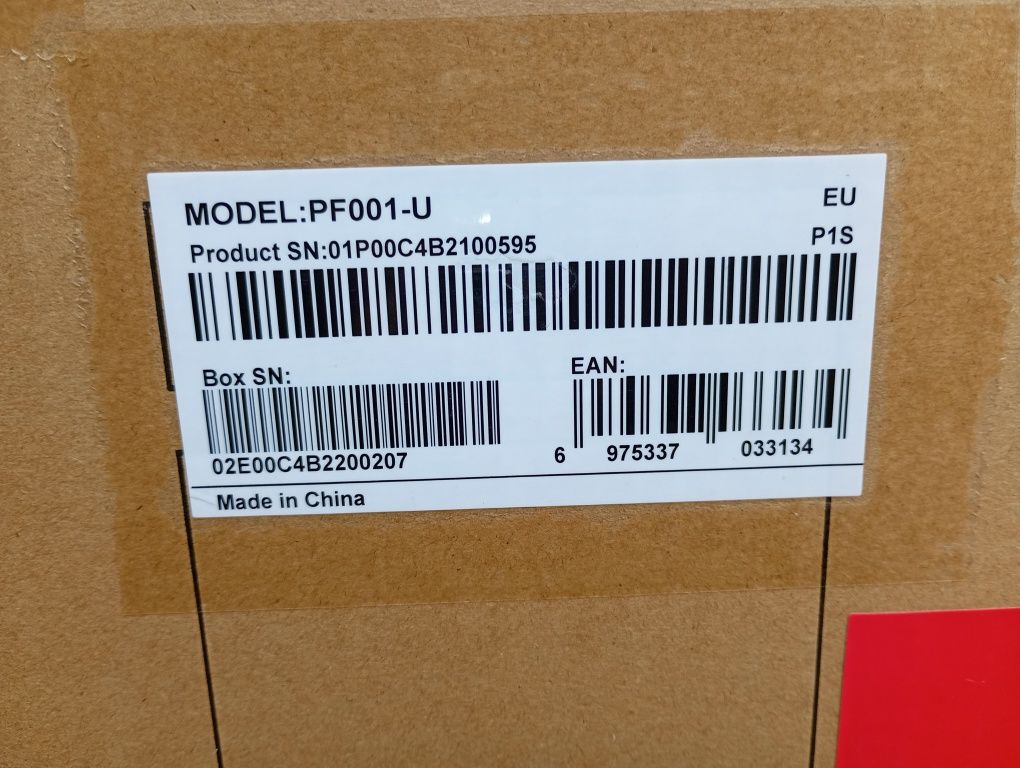 MODEL:PF001-U
EU
Product SN:01P00C4B2100595
P1S
Box SN:
EAN:
02E00C4B2200207
6 975337 033134
Made in China